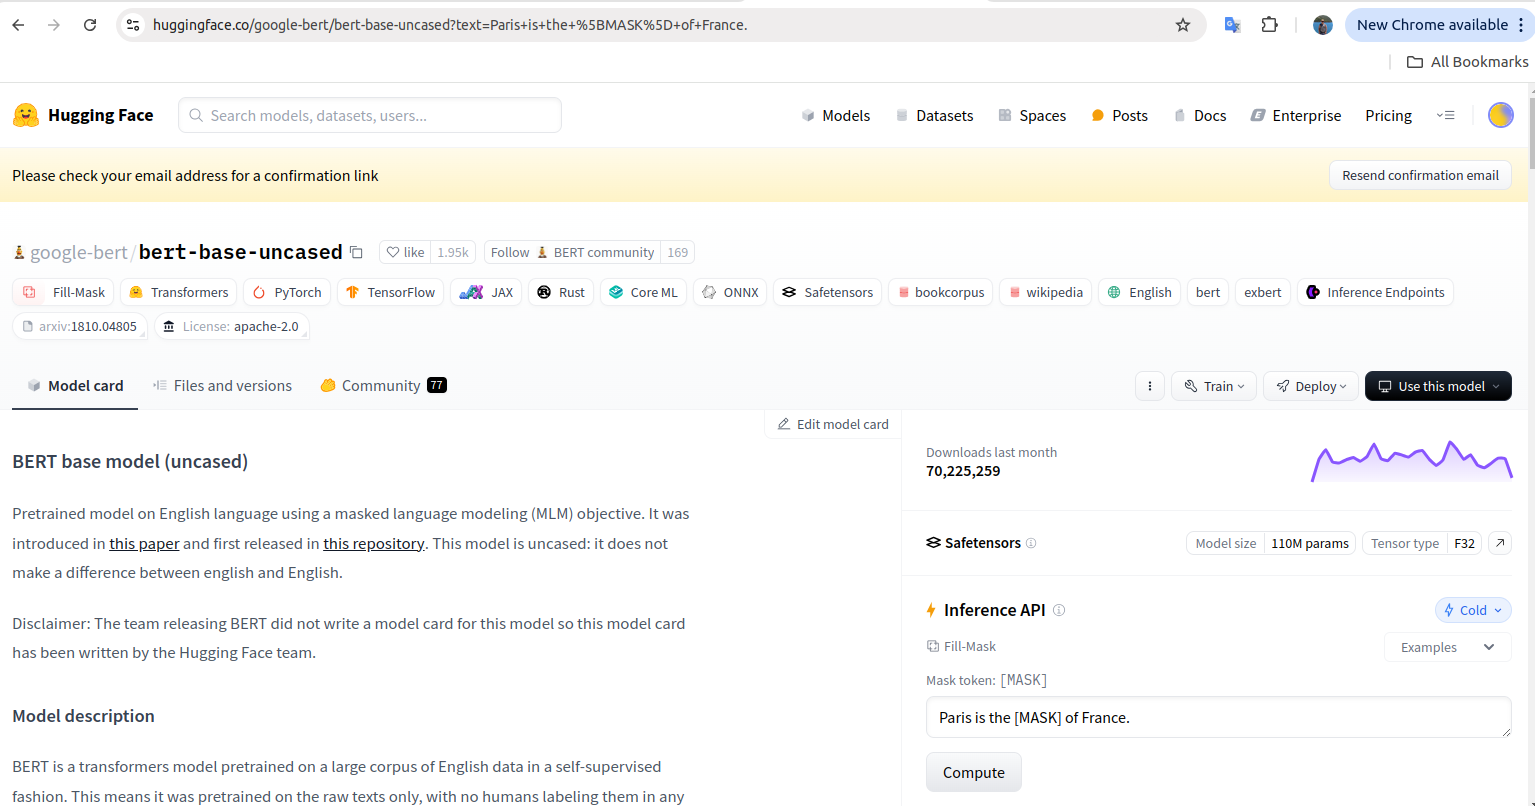 huggingface.co/google-bert/bert-base-uncased?text=Paris+is+the+%5BMASK%5D+of+France.
New Chrome available
All Bookmarks
Hugging Face
Search models, datasets, users...
Models
Datasets
Spaces
Posts
Docs
Enterprise
Pricing
Please check your email address for a confirmation link
Resend confirmation email
google-bert/bert-base-uncased
like 1.95k
Follow BERT community 169
Fill-Mask
Transformers
PyTorch
TensorFlow
JAX
Rust
Core ML
ONNX
Safetensors
bookcorpus
wikipedia
English
bert
exbert
Inference Endpoints
arxiv:1810.04805
License: apache-2.0
Model card
Files and versions
Community 77
Train
Deploy
Use this model
Edit model card
BERT base model (uncased)
Pretrained model on English language using a masked language modeling (MLM) objective. It was
introduced in this paper and first released in this repository. This model is uncased: it does not
make a difference between english and English.
Disclaimer: The team releasing BERT did not write a model card for this model so this model card
has been written by the Hugging Face team.
Model description
BERT is a transformers model pretrained on a large corpus of English data in a self-supervised
fashion. This means it was pretrained on the raw texts only, with no humans labeling them in any
Downloads last month
70,225,259
Safetensors
Model size 110M params
Tensor type F32
Inference API
Cold
Fill-Mask
Examples
Mask token: [MASK]
Paris is the [MASK] of France.
Compute